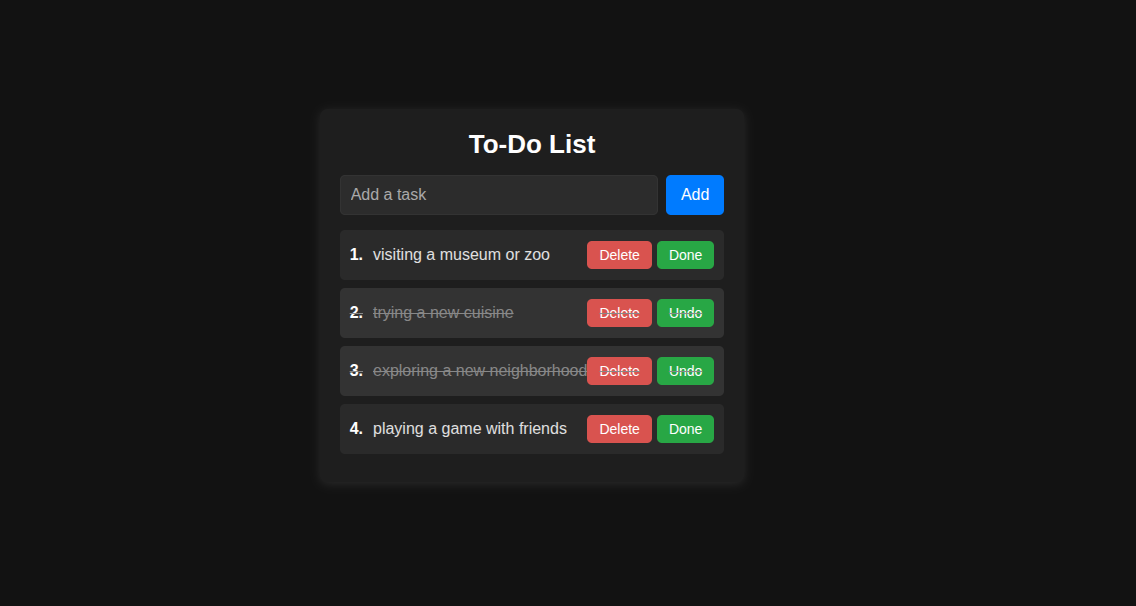 To-Do List
Add a task Add
1. visiting a museum or zoo Delete Done
2. trying a new cuisine Delete Undo
3. exploring a new neighborhood Delete Undo
4. playing a game with friends Delete Done